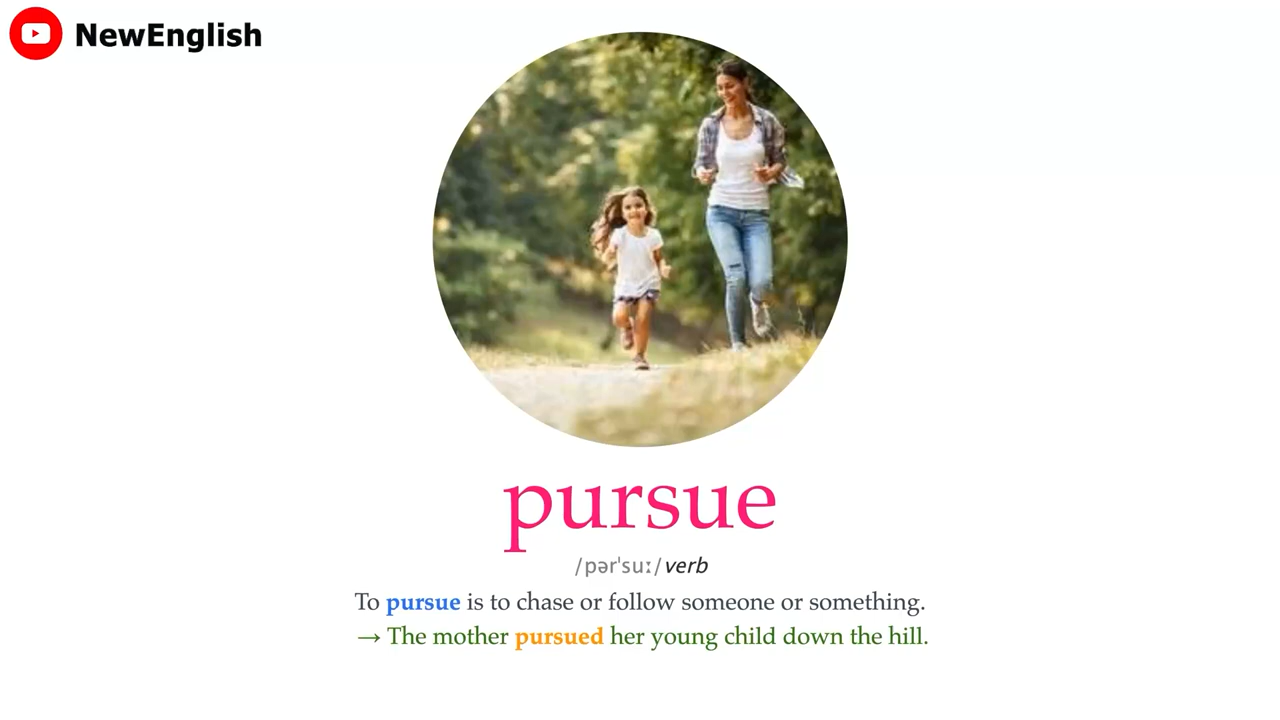 NewEnglish
pursue
/pərˈsuː/ verb
To pursue is to chase or follow someone or something.
→ The mother pursued her young child down the hill.